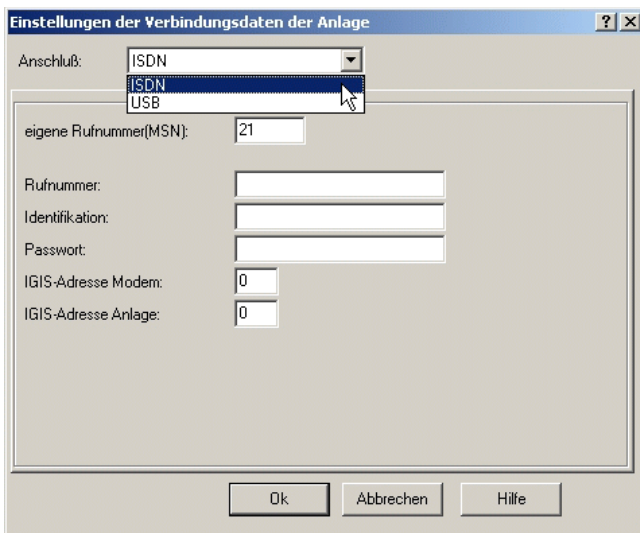 Einstellungen der Verbindungsdaten der Anlage
Anschluß: ISDN
ISDN
USB
eigene Rufnummer(MSN): 21
Rufnummer:
Identifikation:
Passwort:
IGIS-Adresse Modem: 0
IGIS-Adresse Anlage: 0
Ok Abbrechen Hilfe